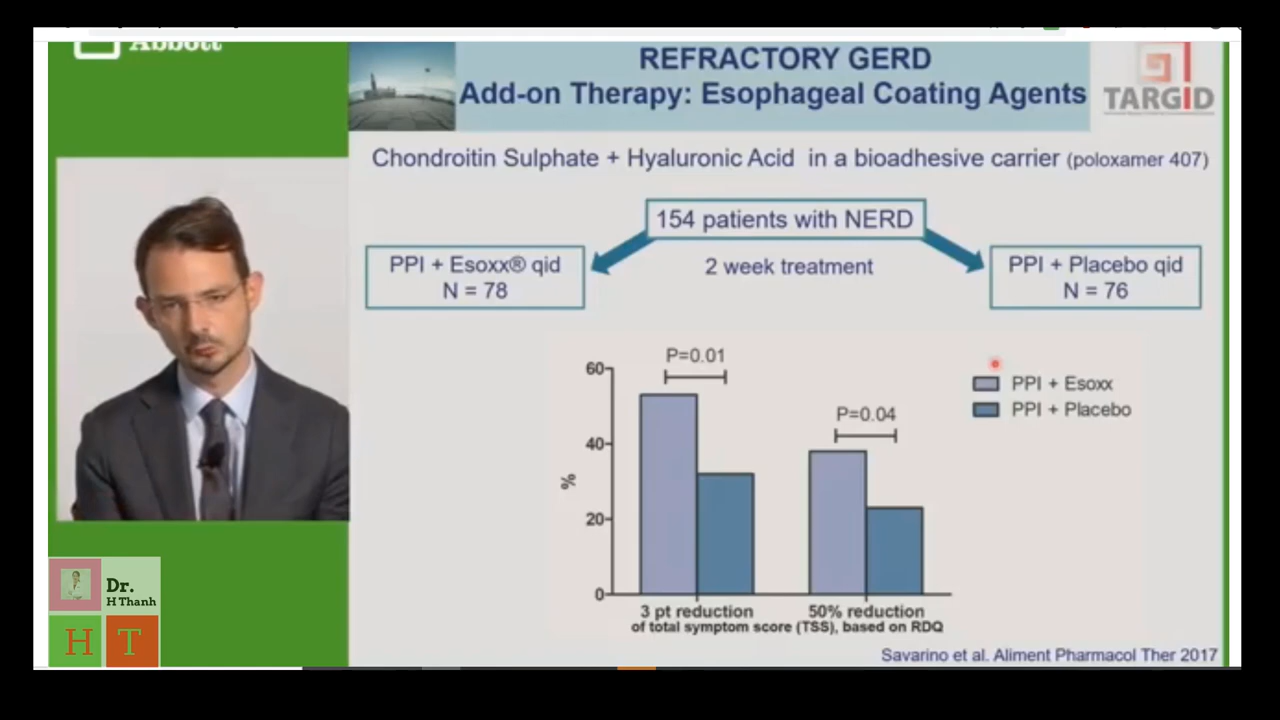 Abbott
REFRACTORY GERD
Add-on Therapy: Esophageal Coating Agents
TARGID
Chondroitin Sulphate + Hyaluronic Acid in a bioadhesive carrier (poloxamer 407)
154 patients with NERD
PPI + Esoxx® qid
N = 78
2 week treatment
PPI + Placebo qid
N = 76
P=0.01
P=0.04
PPI + Esoxx
PPI + Placebo
60
40
20
0
%
3 pt reduction
50% reduction
of total symptom score (TSS), based on RDQ
Savarino et al. Aliment Pharmacol Ther 2017
Dr.
H Thanh
H T